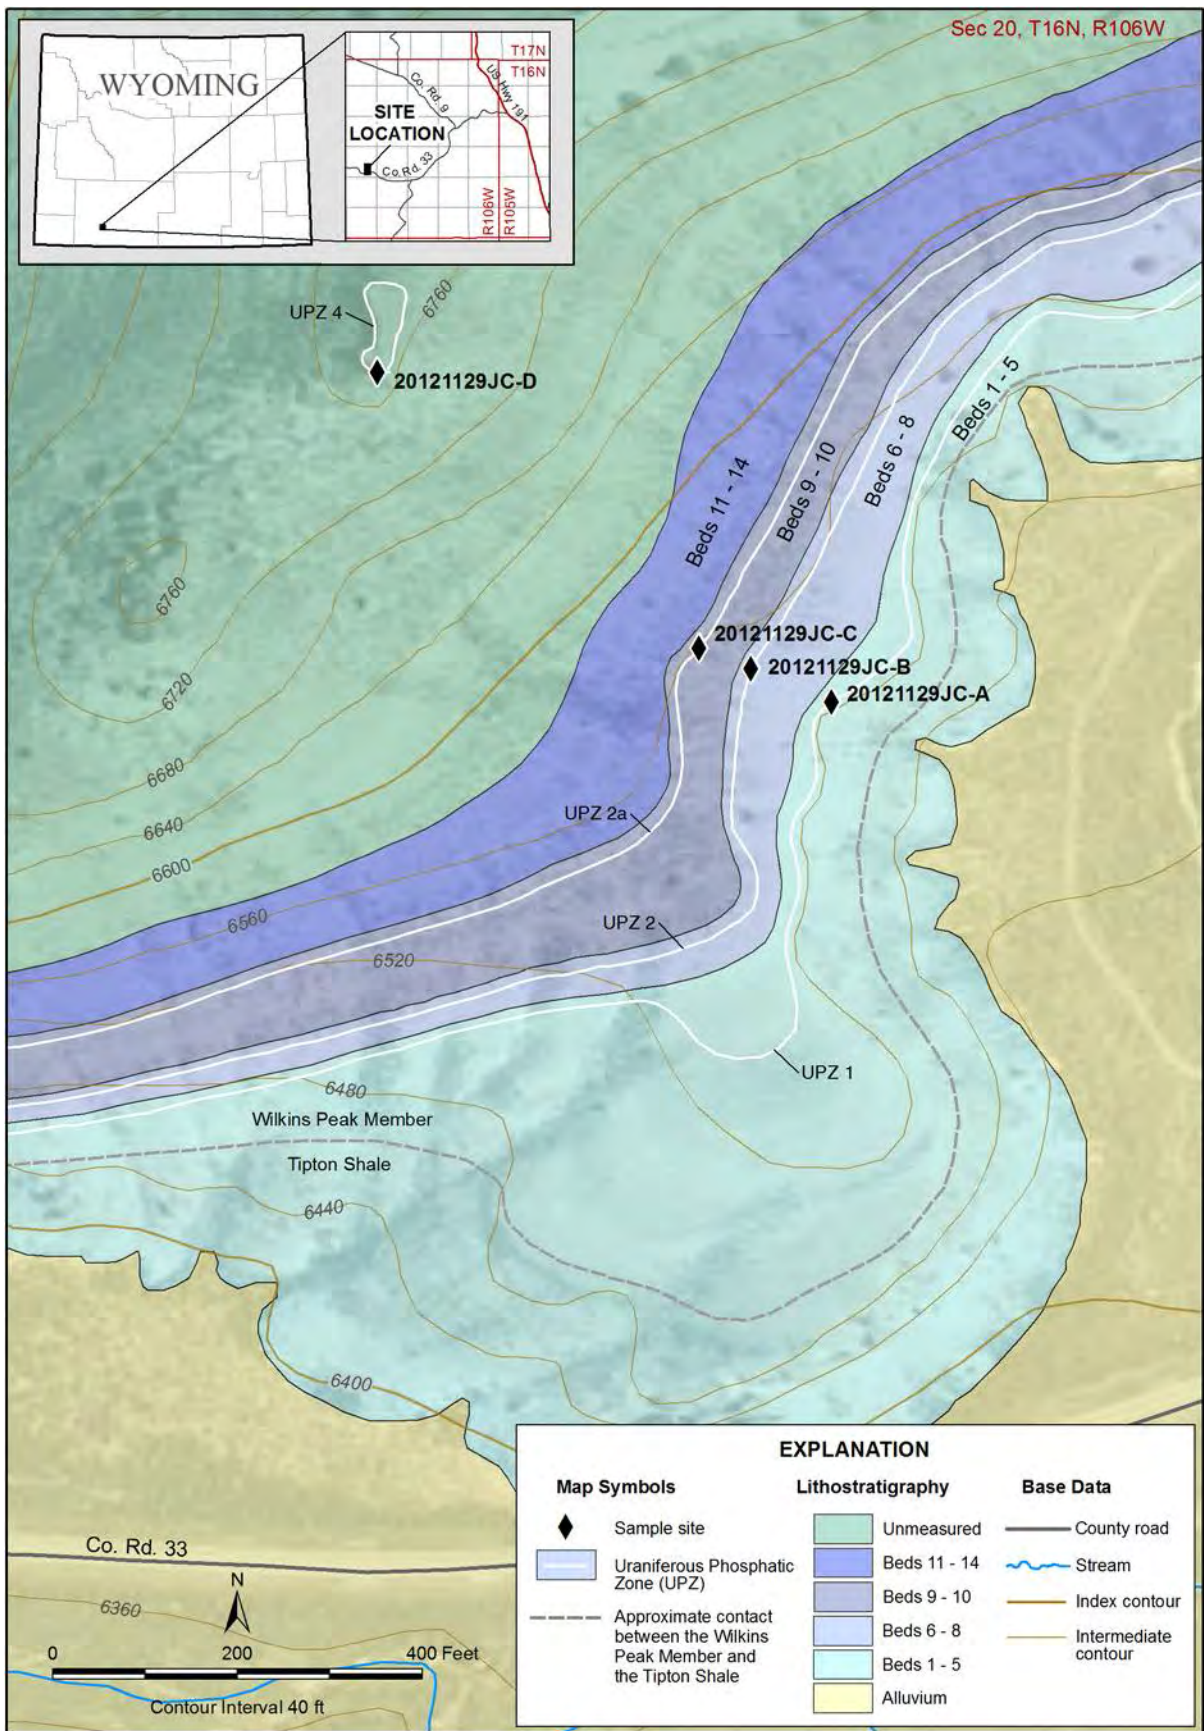 Sec 20, T16N, R106W
WYOMING
T17N
T16N
US Hwy 191
Co. Rd. 9
SITE
LOCATION
Co.Rd. 33
R106W
R105W
UPZ 4
6760
20121129JC-D
Beds 1 - 5
Beds 6 - 8
Beds 9 - 10
Beds 11 - 14
6760
20121129JC-C
20121129JC-B
20121129JC-A
6720
6680
UPZ 2a
6640
6600
6560
UPZ 2
6520
UPZ 1
6480
Wilkins Peak Member
Tipton Shale
6440
6400
Co. Rd. 33
N
6360
0 200 400 Feet
Contour Interval 40 ft
EXPLANATION
Map Symbols
Sample site
Uraniferous Phosphatic
Zone (UPZ)
Approximate contact
between the Wilkins
Peak Member and
the Tipton Shale
Lithostratigraphy
Unmeasured
Beds 11 - 14
Beds 9 - 10
Beds 6 - 8
Beds 1 - 5
Alluvium
Base Data
County road
Stream
Index contour
Intermediate
contour